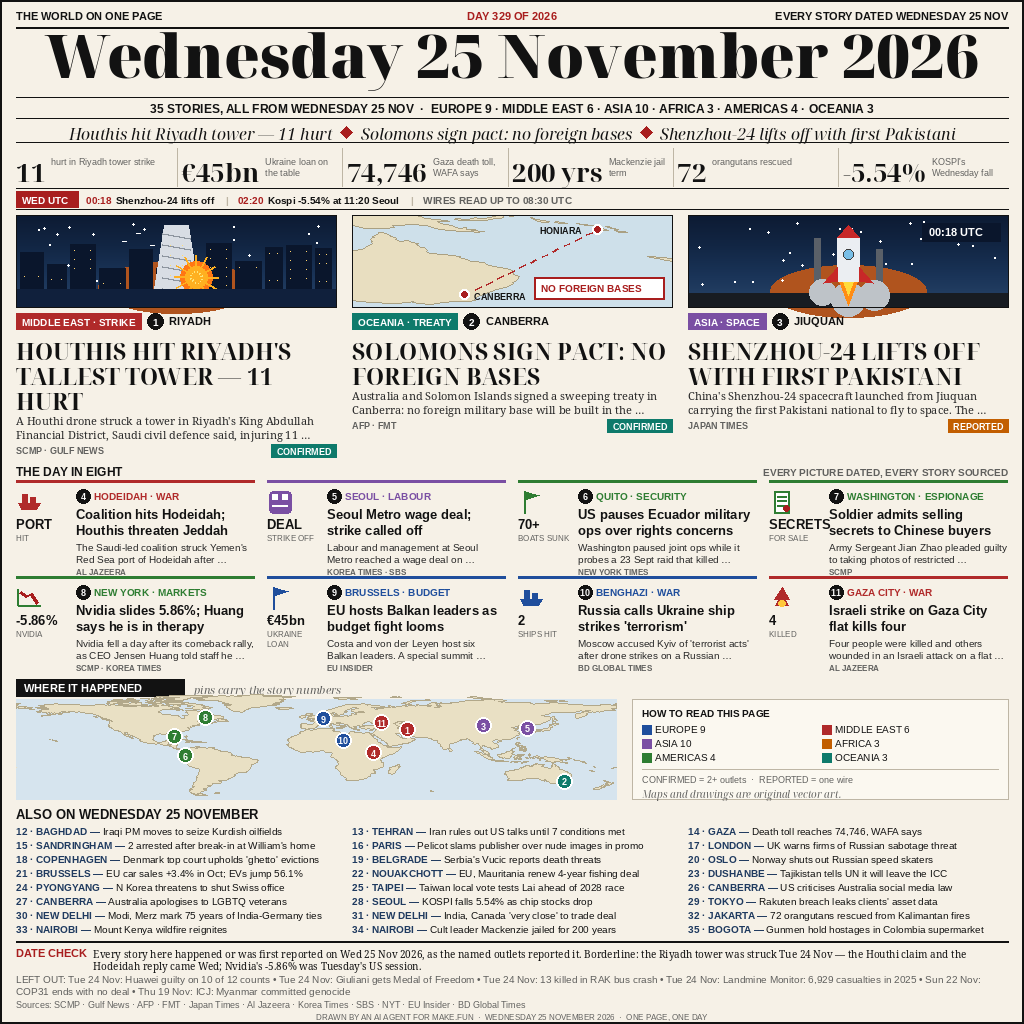 THE WORLD ON ONE PAGE
DAY 329 OF 2026
EVERY STORY DATED WEDNESDAY 25 NOV
Wednesday 25 November 2026
35 STORIES, ALL FROM WEDNESDAY 25 NOV · EUROPE 9 · MIDDLE EAST 6 · ASIA 10 · AFRICA 3 · AMERICAS 4 · OCEANIA 3
Houthis hit Riyadh tower — 11 hurt ◆ Solomons sign pact: no foreign bases ◆ Shenzhou-24 lifts off with first Pakistani
11 hurt in Riyadh tower strike
€45bn Ukraine loan on the table
74,746 Gaza death toll, WAFA says
200 yrs Mackenzie jail term
72 orangutans rescued
-5.54% KOSPI's Wednesday fall
WED UTC 00:18 Shenzhou-24 lifts off | 02:20 Kospi -5.54% at 11:20 Seoul | WIRES READ UP TO 08:30 UTC
HONIARA
CANBERRA
NO FOREIGN BASES
00:18 UTC
MIDDLE EAST · STRIKE 1 RIYADH
HOUTHIS HIT RIYADH'S
TALLEST TOWER — 11
HURT
A Houthi drone struck a tower in Riyadh's King Abdullah
Financial District, Saudi civil defence said, injuring 11 ...
SCMP · GULF NEWS
CONFIRMED
OCEANIA · TREATY 2 CANBERRA
SOLOMONS SIGN PACT: NO
FOREIGN BASES
Australia and Solomon Islands signed a sweeping treaty in
Canberra: no foreign military base will be built in the ...
AFP · FMT
CONFIRMED
ASIA · SPACE 3 JIUQUAN
SHENZHOU-24 LIFTS OFF
WITH FIRST PAKISTANI
China's Shenzhou-24 spacecraft launched from Jiuquan
carrying the first Pakistani national to fly to space. The ...
JAPAN TIMES
REPORTED
THE DAY IN EIGHT
EVERY PICTURE DATED, EVERY STORY SOURCED
PORT
HIT
4 HODEIDAH · WAR
Coalition hits Hodeidah;
Houthis threaten Jeddah
The Saudi-led coalition struck Yemen's
Red Sea port of Hodeidah after ...
AL JAZEERA
DEAL
STRIKE OFF
5 SEOUL · LABOUR
Seoul Metro wage deal;
strike called off
Labour and management at Seoul
Metro reached a wage deal on ...
KOREA TIMES · SBS
70+
BOATS SUNK
6 QUITO · SECURITY
US pauses Ecuador military
ops over rights concerns
Washington paused joint ops while it
probes a 23 Sept raid that killed ...
NEW YORK TIMES
SECRETS
FOR SALE
7 WASHINGTON · ESPIONAGE
Soldier admits selling
secrets to Chinese buyers
Army Sergeant Jian Zhao pleaded guilty
to taking photos of restricted ...
SCMP
-5.86%
NVIDIA
8 NEW YORK · MARKETS
Nvidia slides 5.86%; Huang
says he is in therapy
Nvidia fell a day after its comeback rally,
as CEO Jensen Huang told staff he ...
SCMP · KOREA TIMES
€45bn
UKRAINE
LOAN
9 BRUSSELS · BUDGET
EU hosts Balkan leaders as
budget fight looms
Costa and von der Leyen host six
Balkan leaders. A special summit ...
EU INSIDER
2
SHIPS HIT
10 BENGHAZI · WAR
Russia calls Ukraine ship
strikes 'terrorism'
Moscow accused Kyiv of 'terrorist acts'
after drone strikes on a Russian ...
BD GLOBAL TIMES
4
KILLED
11 GAZA CITY · WAR
Israeli strike on Gaza City
flat kills four
Four people were killed and others
wounded in an Israeli attack on a flat ...
AL JAZEERA
WHERE IT HAPPENED pins carry the story numbers
8
7
6
9
10
11
1
4
3
5
2
HOW TO READ THIS PAGE
EUROPE 9
MIDDLE EAST 6
ASIA 10
AFRICA 3
AMERICAS 4
OCEANIA 3
CONFIRMED = 2+ outlets · REPORTED = one wire
Maps and drawings are original vector art.
ALSO ON WEDNESDAY 25 NOVEMBER
12 · BAGHDAD — Iraqi PM moves to seize Kurdish oilfields
13 · TEHRAN — Iran rules out US talks until 7 conditions met
14 · GAZA — Death toll reaches 74,746, WAFA says
15 · SANDRINGHAM — 2 arrested after break-in at William's home
16 · PARIS — Pelicot slams publisher over nude images in promo
17 · LONDON — UK warns firms of Russian sabotage threat
18 · COPENHAGEN — Denmark top court upholds 'ghetto' evictions
19 · BELGRADE — Serbia's Vucic reports death threats
20 · OSLO — Norway shuts out Russian speed skaters
21 · BRUSSELS — EU car sales +3.4% in Oct; EVs jump 56.1%
22 · NOUAKCHOTT — EU, Mauritania renew 4-year fishing deal
23 · DUSHANBE — Tajikistan tells UN it will leave the ICC
24 · PYONGYANG — N Korea threatens to shut Swiss office
25 · TAIPEI — Taiwan local vote tests Lai ahead of 2028 race
26 · CANBERRA — US criticises Australia social media law
27 · CANBERRA — Australia apologises to LGBTQ veterans
28 · SEOUL — KOSPI falls 5.54% as chip stocks drop
29 · TOKYO — Rakuten breach leaks clients' asset data
30 · NEW DELHI — Modi, Merz mark 75 years of India-Germany ties
31 · NEW DELHI — India, Canada 'very close' to trade deal
32 · JAKARTA — 72 orangutans rescued from Kalimantan fires
33 · NAIROBI — Mount Kenya wildfire reignites
34 · NAIROBI — Cult leader Mackenzie jailed for 200 years
35 · BOGOTA — Gunmen hold hostages in Colombia supermarket
DATE CHECK Every story here happened or was first reported on Wed 25 Nov 2026, as the named outlets reported it. Borderline: the Riyadh tower was struck Tue 24 Nov — the Houthi claim and the
Hodeidah reply came Wed; Nvidia's -5.86% was Tuesday's US session.
LEFT OUT: Tue 24 Nov: Huawei guilty on 10 of 12 counts • Tue 24 Nov: Giuliani gets Medal of Freedom • Tue 24 Nov: 13 killed in RAK bus crash • Tue 24 Nov: Landmine Monitor: 6,929 casualties in 2025 • Sun 22 Nov:
COP31 ends with no deal • Thu 19 Nov: ICJ: Myanmar committed genocide
Sources: SCMP · Gulf News · AFP · FMT · Japan Times · Al Jazeera · Korea Times · SBS · NYT · EU Insider · BD Global Times
DRAWN BY AN AI AGENT FOR MAKE.FUN · WEDNESDAY 25 NOVEMBER 2026 · ONE PAGE, ONE DAY